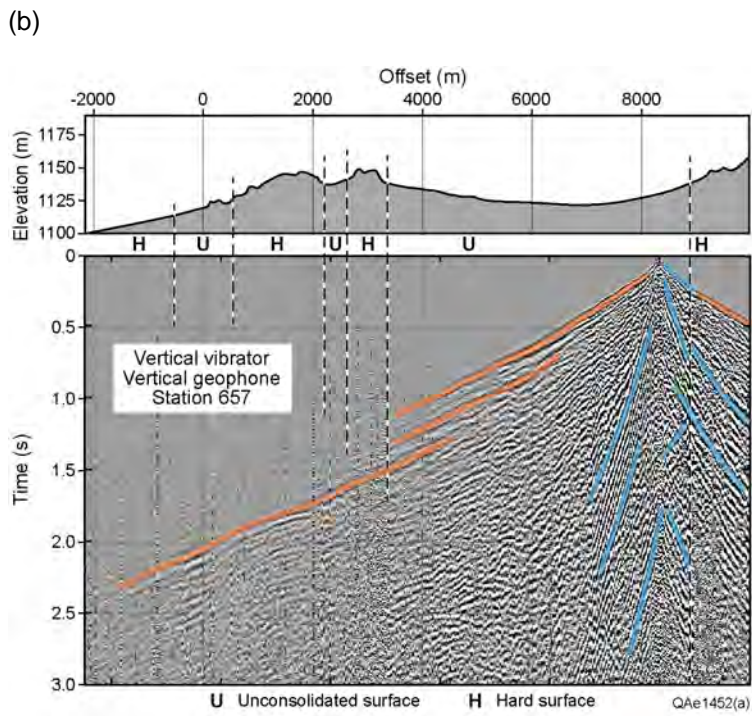 (b)
Offset (m)
-2000 0 2000 4000 6000 8000
Elevation (m)
1175
1150
1125
1100
H U H U H U H
Time (s)
0
0.5
1.0
1.5
2.0
2.5
3.0
Vertical vibrator
Vertical geophone
Station 657
U Unconsolidated surface H Hard surface QAe1452(a)